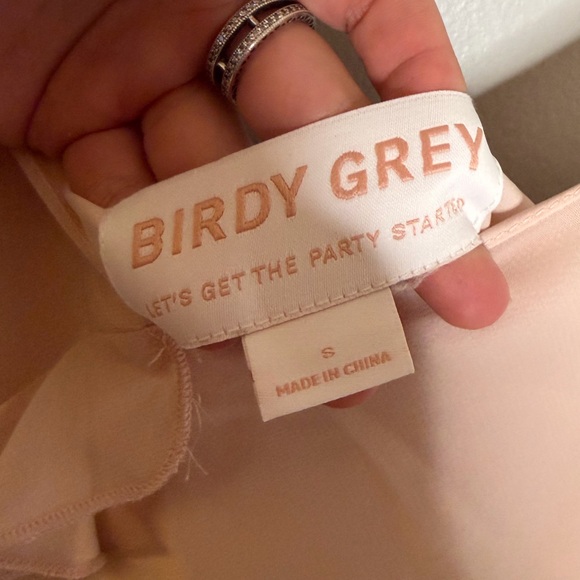 BIRDY GREY
LET'S GET THE PARTY STARTED
S
MADE IN CHINA